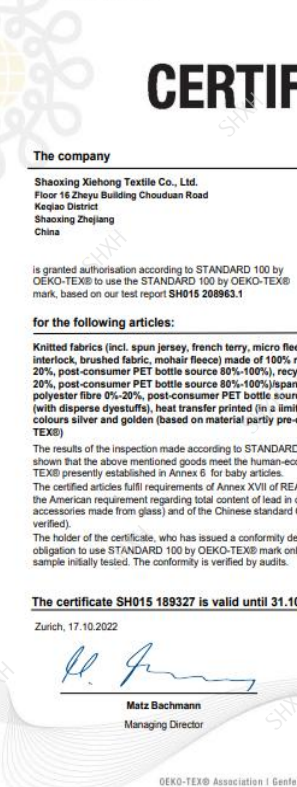 CERTIF
The company
Shaoxing Xiehong Textile Co., Ltd.
Floor 16 Zheyu Building Chouduan Road
Keqiao District
Shaoxing Zhejiang
China
is granted authorisation according to STANDARD 100 by
OEKO-TEX® to use the STANDARD 100 by OEKO-TEX®
mark, based on our test report SH015 208963.1
for the following articles:
Knitted fabrics (incl. spun jersey, french terry, micro flee
interlock, brushed fabric, mohair fleece) made of 100% r
20%, post-consumer PET bottle source 80%-100%), recy
20%, post-consumer PET bottle source 80%-100%)/span
polyester fibre 0%-20%, post-consumer PET bottle sour
(with disperse dyestuffs), heat transfer printed (in a limit
colours silver and golden (based on material partly pre-c
TEX®)
The results of the inspection made according to STANDARD
shown that the above mentioned goods meet the human-eco
TEX® presently established in Annex 6 for baby articles.
The certified articles fulfil requirements of Annex XVII of REA
the American requirement regarding total content of lead in c
accessories made from glass) and of the Chinese standard G
verified).
The holder of the certificate, who has issued a conformity de
obligation to use STANDARD 100 by OEKO-TEX® mark onl
sample initially tested. The conformity is verified by audits.
The certificate SH015 189327 is valid until 31.10
Zurich, 17.10.2022
Matz Bachmann
Managing Director
OEKO-TEX® Association | Genfe
SHXH
SHXH
SHXH
SHXH
SHXH